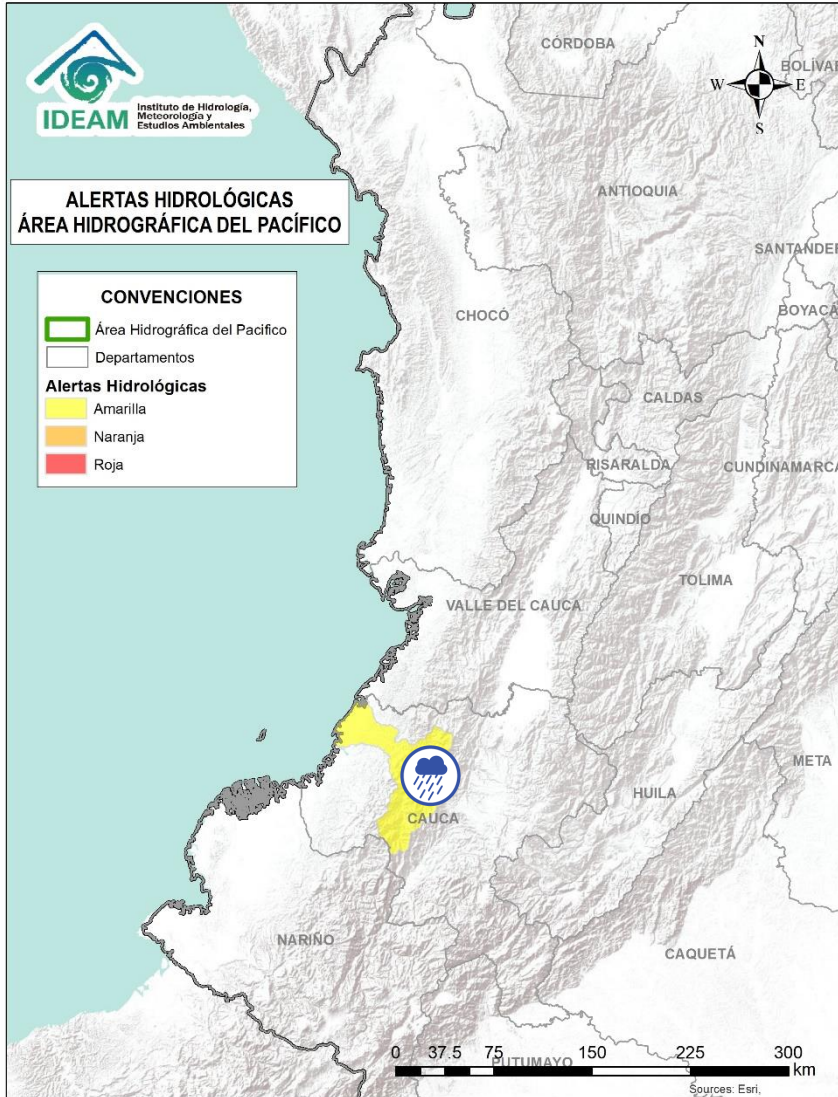 IDEAM
Instituto de Hidrología,
Meteorología y
Estudios Ambientales
ALERTAS HIDROLÓGICAS
ÁREA HIDROGRÁFICA DEL PACÍFICO
CONVENCIONES
Área Hidrográfica del Pacifico
Departamentos
Alertas Hidrológicas
Amarilla
Naranja
Roja
N
W
E
S
CÓRDOBA
BOLÍVAR
ANTIOQUIA
SANTANDER
BOYACÁ
CHOCÓ
CALDAS
RISARALDA
CUNDINAMARCA
QUINDÍO
TOLIMA
VALLE DEL CAUCA
META
HUILA
CAUCA
NARIÑO
CAQUETÁ
PUTUMAYO
0 37.5 75 150 225 300
km
Sources: Esri,